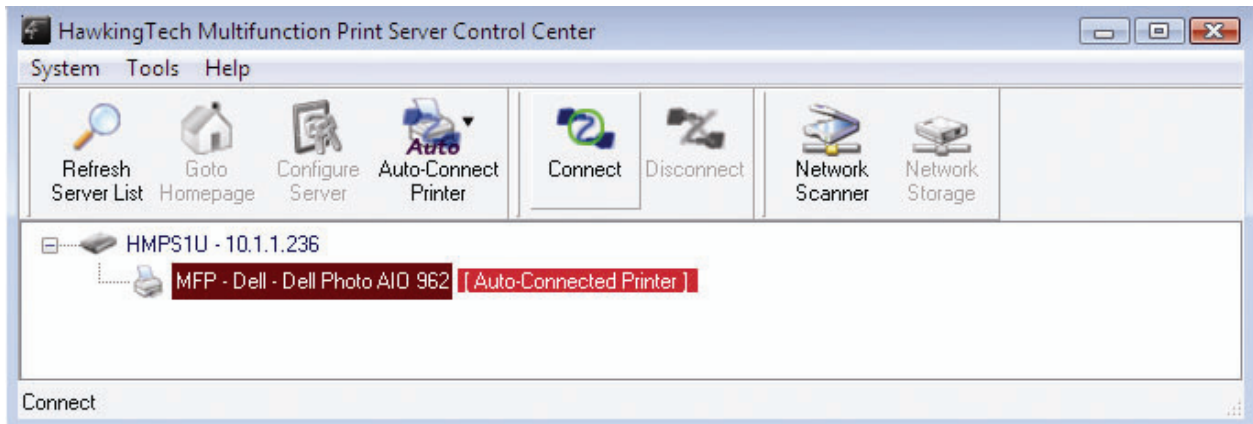 HawkingTech Multifunction Print Server Control Center
System Tools Help
Refresh Server List
Goto Homepage
Configure Server
Auto
Auto-Connect Printer
Connect
Disconnect
Network Scanner
Network Storage
HMPS1U - 10.1.1.236
MFP - Dell - Dell Photo AIO 962 [ Auto-Connected Printer ]
Connect